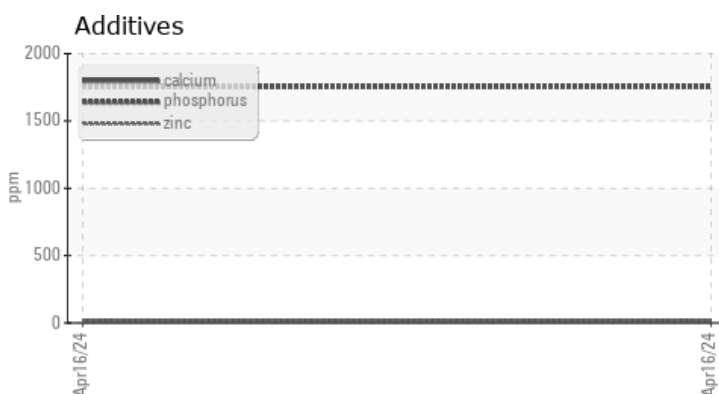 Additives
2000
calcium
phosphorus
1500
zinc
ppm
1000
500
0
Apr16/24
Apr16/24